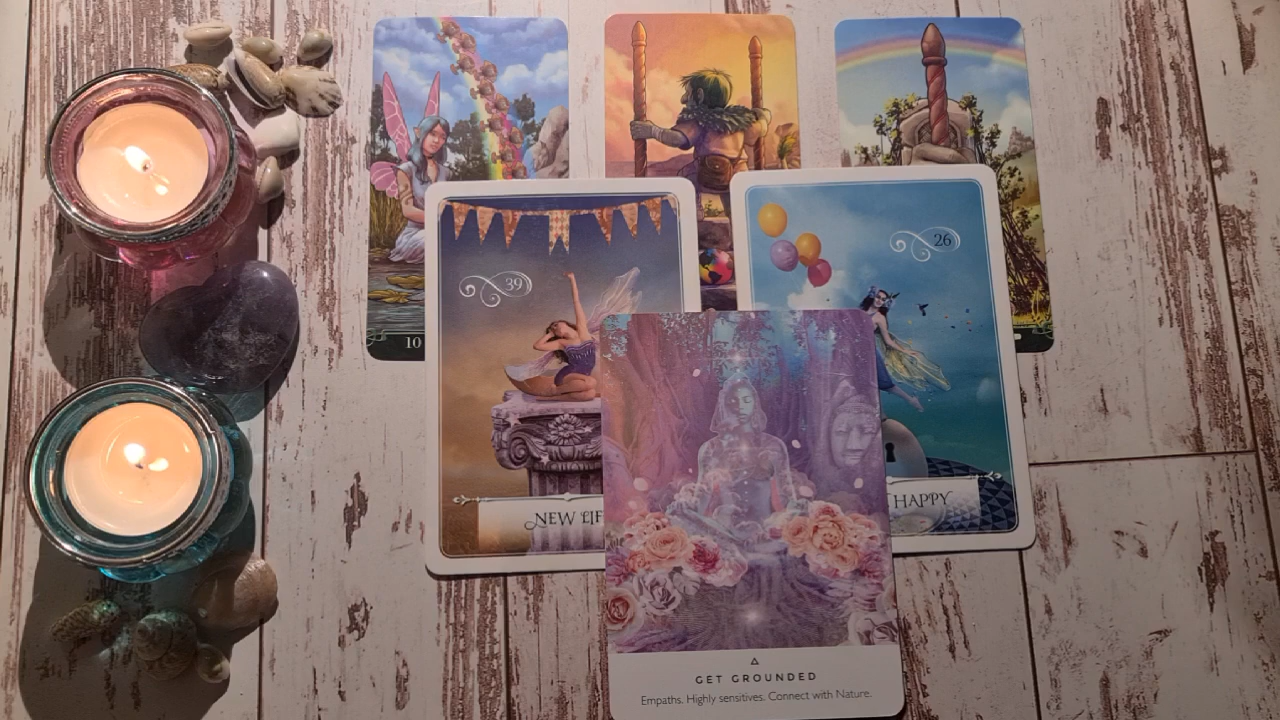 10
39
26
NEW LIF
HAPPY
GET GROUNDED
Empaths. Highly sensitives. Connect with Nature.